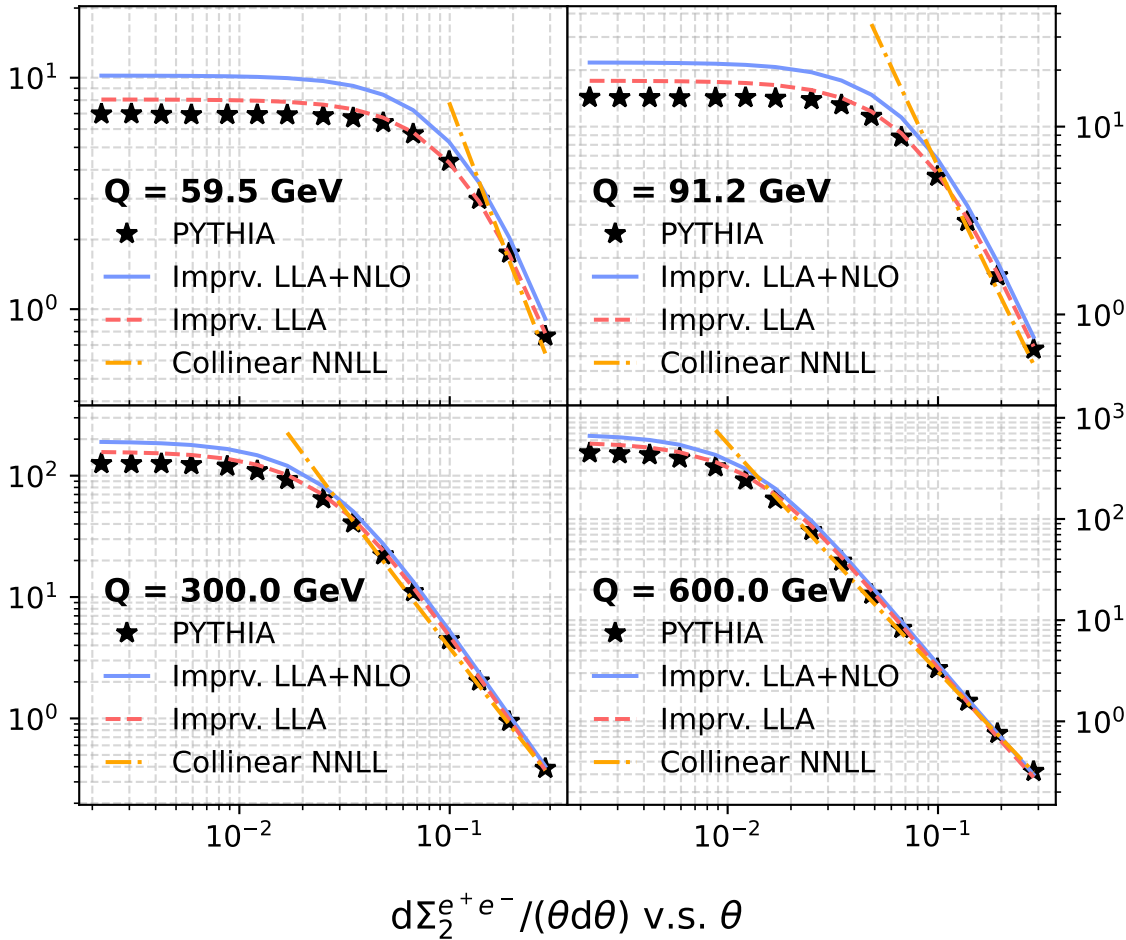 10¹
10⁰
Q = 59.5 GeV
PYTHIA
Imprv. LLA+NLO
Imprv. LLA
Collinear NNLL
Q = 91.2 GeV
PYTHIA
Imprv. LLA+NLO
Imprv. LLA
Collinear NNLL
10¹
10⁰
10²
10¹
10⁰
Q = 300.0 GeV
PYTHIA
Imprv. LLA+NLO
Imprv. LLA
Collinear NNLL
Q = 600.0 GeV
PYTHIA
Imprv. LLA+NLO
Imprv. LLA
Collinear NNLL
10³
10²
10¹
10⁰
10⁻² 10⁻¹ 10⁻² 10⁻¹
dΣ₂^{e⁺e⁻}/(θdθ) v.s. θ